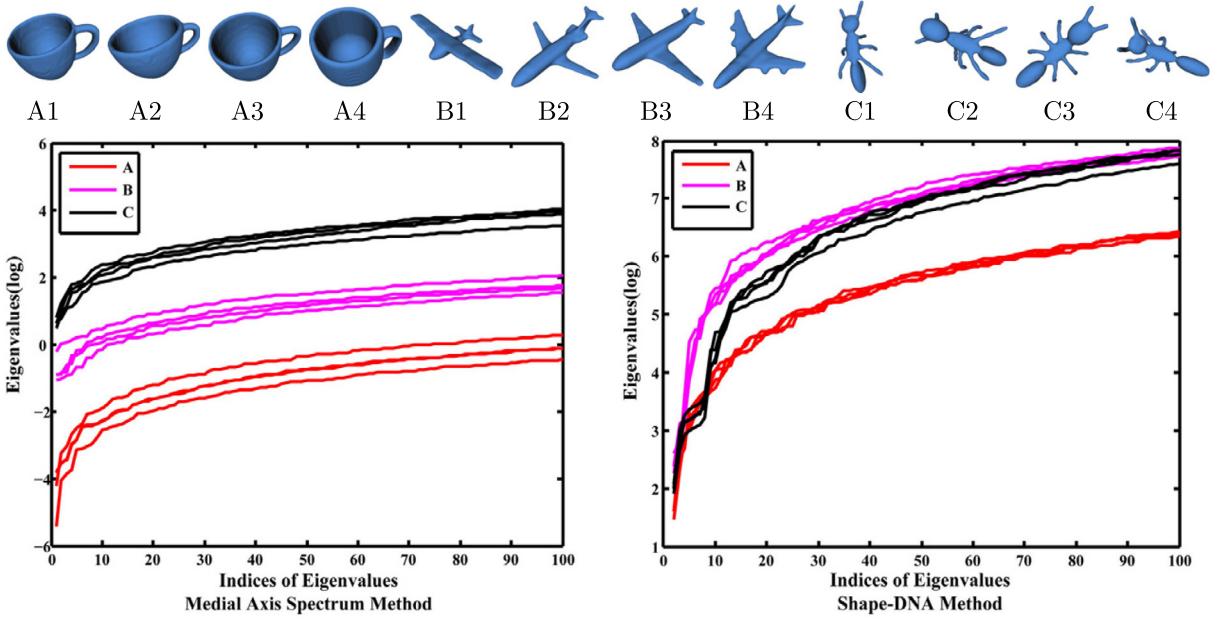 A1 A2 A3 A4 B1 B2 B3 B4 C1 C2 C3 C4
6
4
2
0
−2
−4
−6
Eigenvalues(log)
A
B
C
0 10 20 30 40 50 60 70 80 90 100
Indices of Eigenvalues
Medial Axis Spectrum Method
8
7
6
5
4
3
2
1
Eigenvalues(log)
A
B
C
0 10 20 30 40 50 60 70 80 90 100
Indices of Eigenvalues
Shape-DNA Method